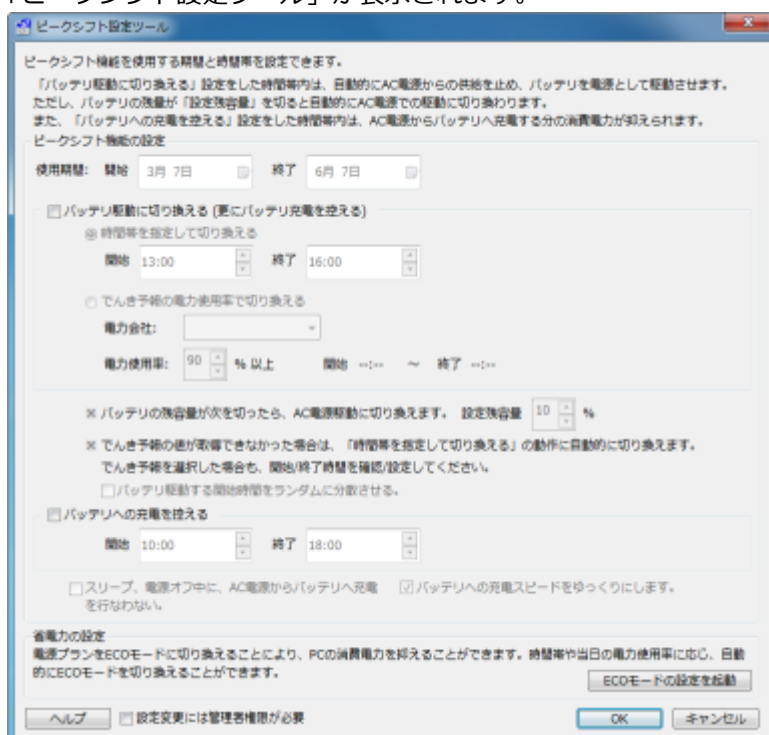 「ピークシフト設定ツール」が表示されます。
ピークシフト設定ツール
ピークシフト機能を使用する期間と時間帯を設定できます。
「バッテリ駆動に切り換える」設定をした時間帯内は、自動的にAC電源からの供給を止め、バッテリを電源として駆動させます。
ただし、バッテリの残量が「設定残容量」を切ると自動的にAC電源での駆動に切り換わります。
また、「バッテリへの充電を控える」設定をした時間帯内は、AC電源からバッテリへ充電する分の消費電力が抑えられます。
ピークシフト機能の設定
使用期間: 開始 3月 7日 終了 6月 7日
バッテリ駆動に切り換える (更にバッテリ充電を控える)
時間帯を指定して切り換える
開始 13:00 終了 16:00
でんき予報の電力使用率で切り換える
電力会社:
電力使用率: 90 % 以上 開始 --:-- ～ 終了 --:--
※ バッテリの残容量が次を切ったら、AC電源駆動に切り換えます。 設定残容量 10 %
※ でんき予報の値が取得できなかった場合は、「時間帯を指定して切り換える」の動作に自動的に切り換えます。
でんき予報を選択した場合も、開始/終了時間を確認/設定してください。
バッテリ駆動する開始時間をランダムに分散させる。
バッテリへの充電を控える
開始 10:00 終了 18:00
スリープ、電源オフ中に、AC電源からバッテリへ充電 バッテリへの充電スピードをゆっくりにします。
を行なわない。
省電力の設定
電源プランをECOモードに切り換えることにより、PCの消費電力を抑えることができます。時間帯や当日の電力使用率に応じ、自動
的にECOモードを切り換えることができます。
ECOモードの設定を起動
ヘルプ 設定変更には管理者権限が必要 OK キャンセル